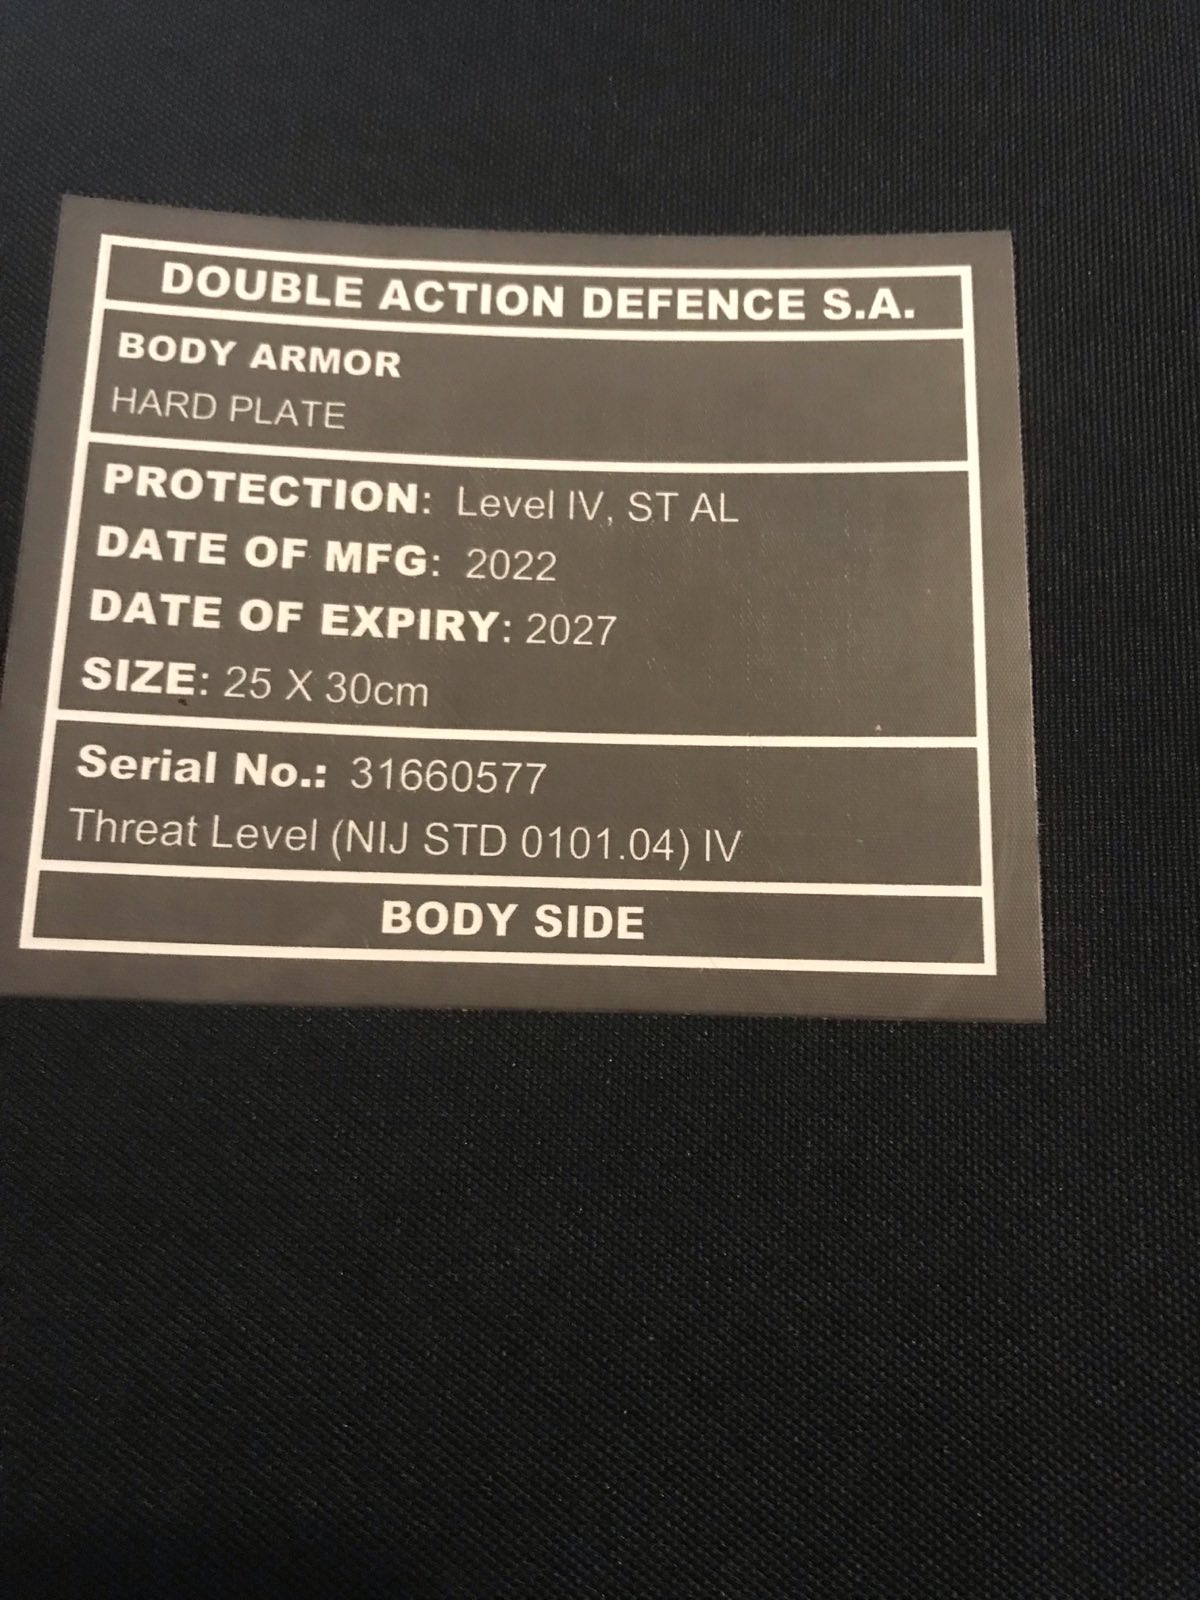 DOUBLE ACTION DEFENCE S.A.
BODY ARMOR
HARD PLATE
PROTECTION: Level IV, ST AL
DATE OF MFG: 2022
DATE OF EXPIRY: 2027
SIZE: 25 X 30cm
Serial No.: 31660577
Threat Level (NIJ STD 0101.04) IV
BODY SIDE